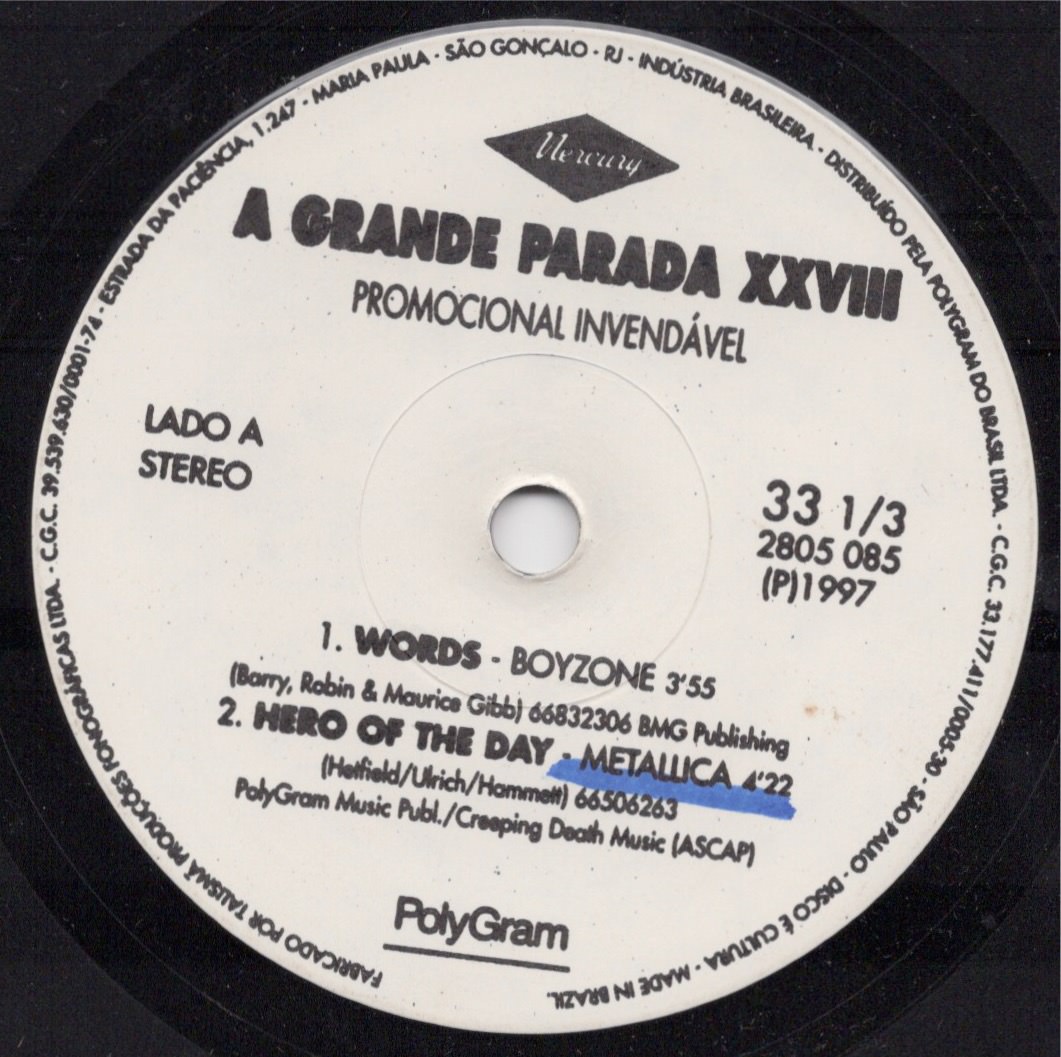 Mercury
A GRANDE PARADA XXVIII
PROMOCIONAL INVENDÁVEL
LADO A
STEREO
33 1/3
2805 085
(P)1997
1. WORDS - BOYZONE 3'55
(Barry, Robin & Maurice Gibb) 66832306 BMG Publishing
2. HERO OF THE DAY - METALLICA 4'22
(Hetfield/Ulrich/Hammett) 66506263
PolyGram Music Publ./Creeping Death Music (ASCAP)
PolyGram
FABRICADO POR TALISMÃ PRODUÇÕES FONOGRÁFICAS LTDA. - C.G.C. 39.539.630/0001-74 - ESTRADA DA PACIÊNCIA, 1.247 - MARIA PAULA - SÃO GONÇALO - RJ - INDÚSTRIA BRASILEIRA - DISTRIBUÍDO PELA POLYGRAM DO BRASIL LTDA. - C.G.C. 33.177.411/0005-30 - SÃO PAULO - DISCO É CULTURA - MADE IN BRAZIL.